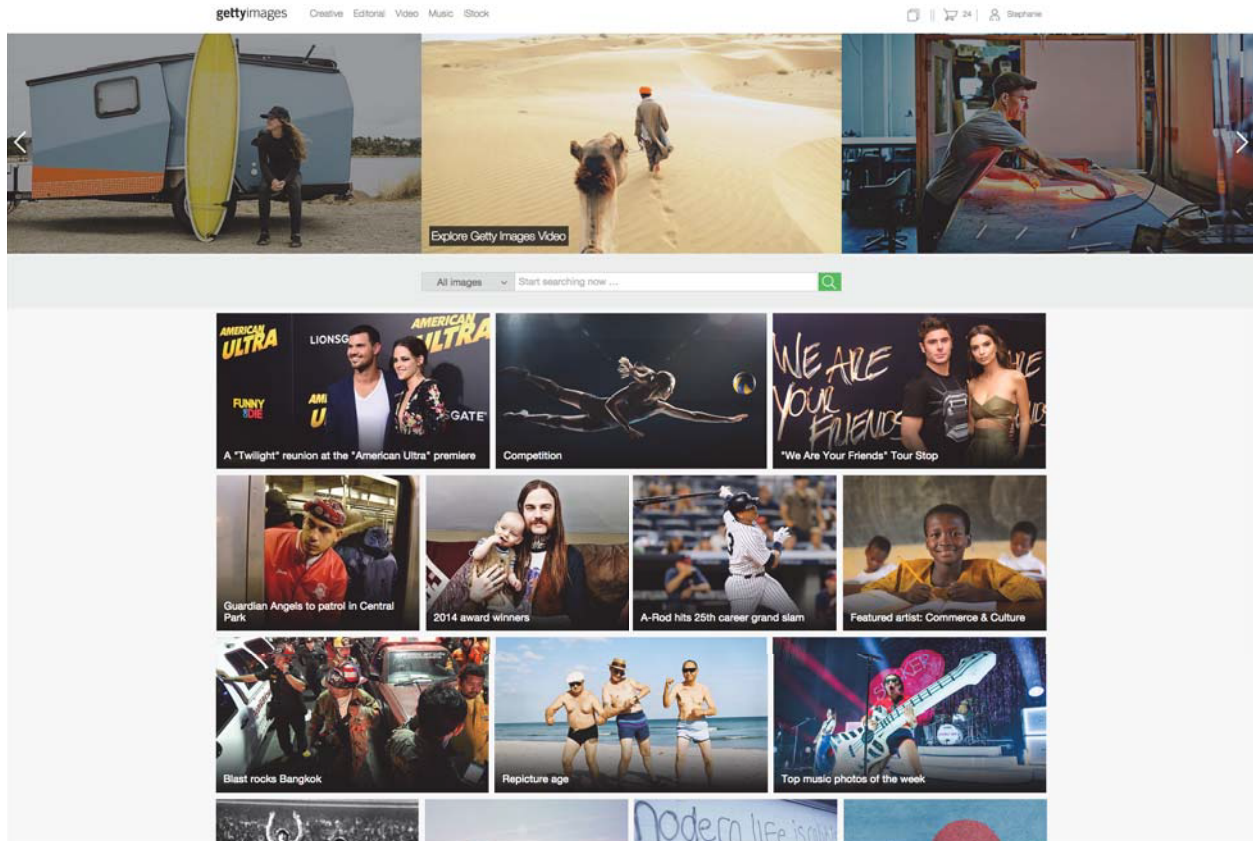 gettyimages
Creative Editorial Video Music iStock
24
Stephanie
Explore Getty Images Video
All images
Start searching now ...
AMERICAN
ULTRA
LIONSG
AMERICAN
ULTRA
FUNNY
DIE
GATE
A "Twilight" reunion at the "American Ultra" premiere
Competition
WE ARE
YOUR
FRIENDS
"We Are Your Friends" Tour Stop
Guardian Angels to patrol in Central
Park
2014 award winners
A-Rod hits 25th career grand slam
Featured artist: Commerce & Culture
Blast rocks Bangkok
Repicture age
SUCKER
Top music photos of the week
modern life is